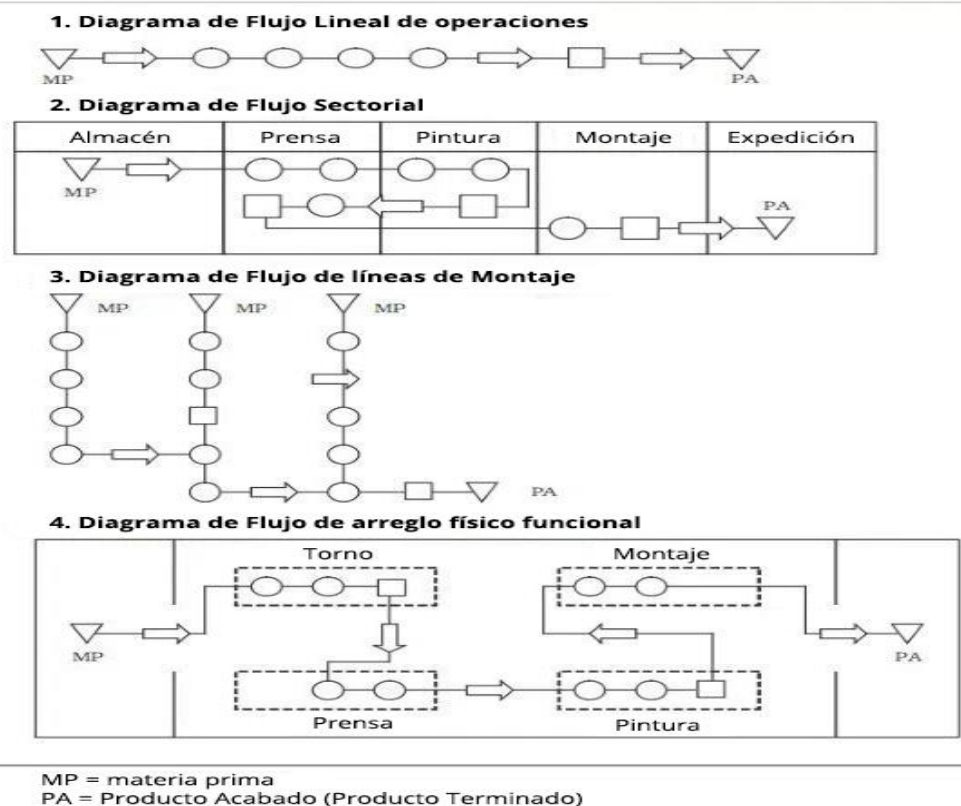 1. Diagrama de Flujo Lineal de operaciones
MP
PA
2. Diagrama de Flujo Sectorial
Almacén Prensa Pintura Montaje Expedición
MP
PA
3. Diagrama de Flujo de líneas de Montaje
MP MP MP
PA
4. Diagrama de Flujo de arreglo físico funcional
Torno Montaje
MP
PA
Prensa Pintura
MP = materia prima
PA = Producto Acabado (Producto Terminado)